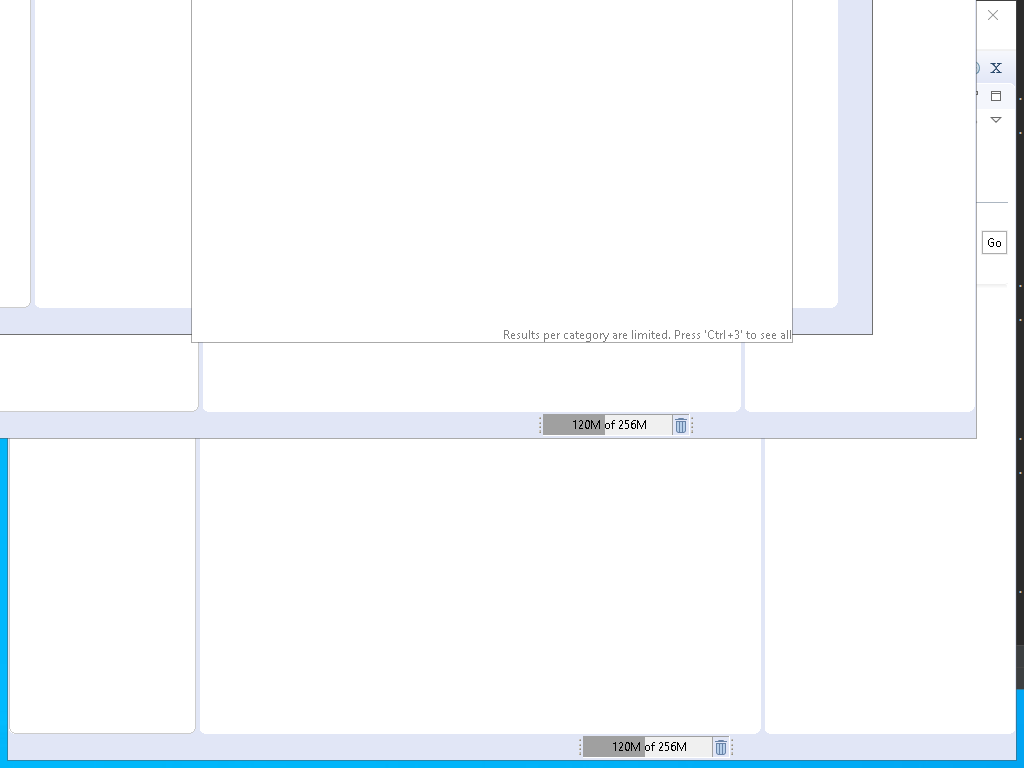 X
Go
Results per category are limited. Press 'Ctrl+3' to see all
120M of 256M
120M of 256M